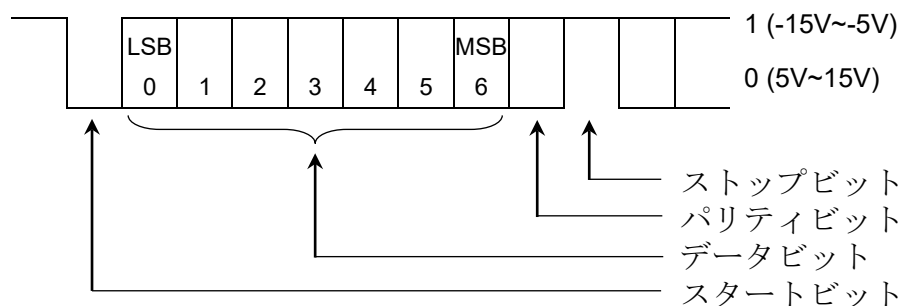 1 (-15V~-5V)
LSB
MSB
0 (5V~15V)
0 1 2 3 4 5 6
ストップビット
パリティビット
データビット
スタートビット